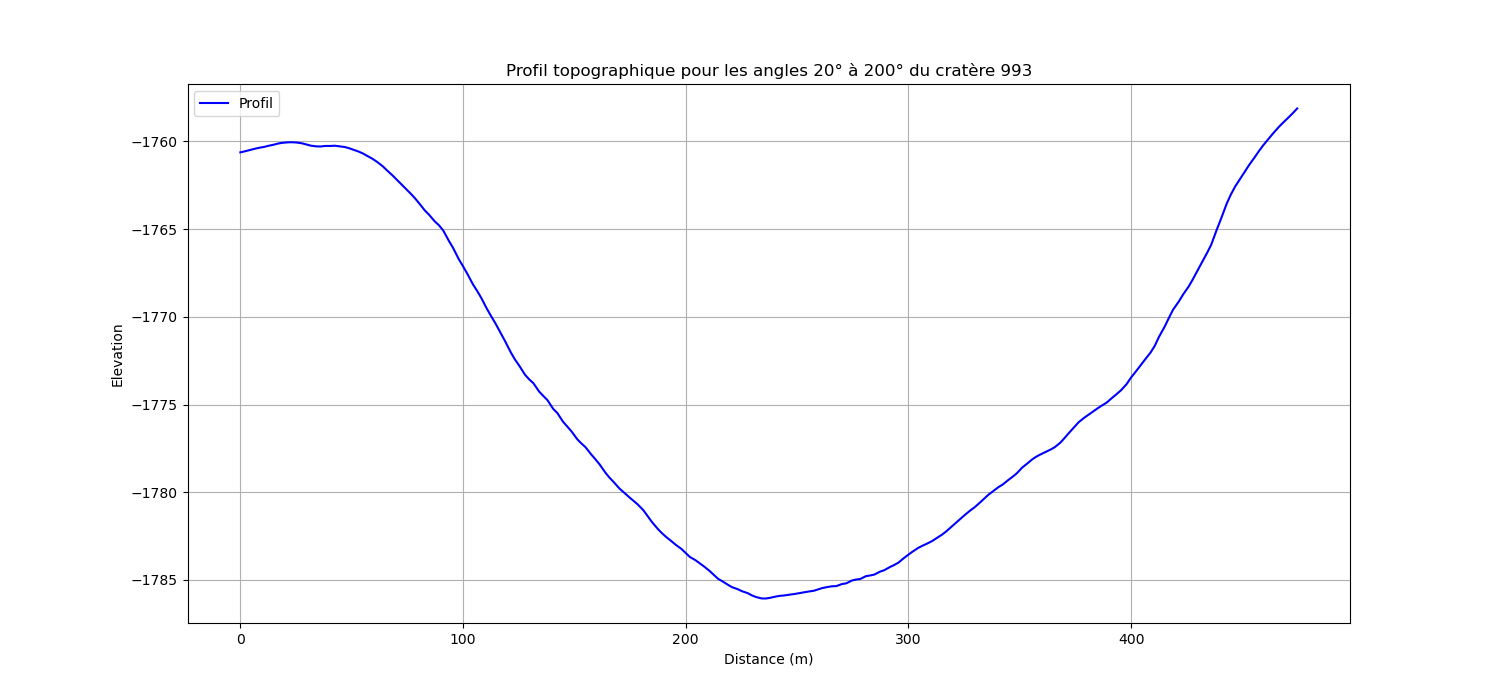 Profil topographique pour les angles 20° à 200° du cratère 993
Profil
−1760
−1765
−1770
−1775
−1780
−1785
Elevation
0 100 200 300 400
Distance (m)